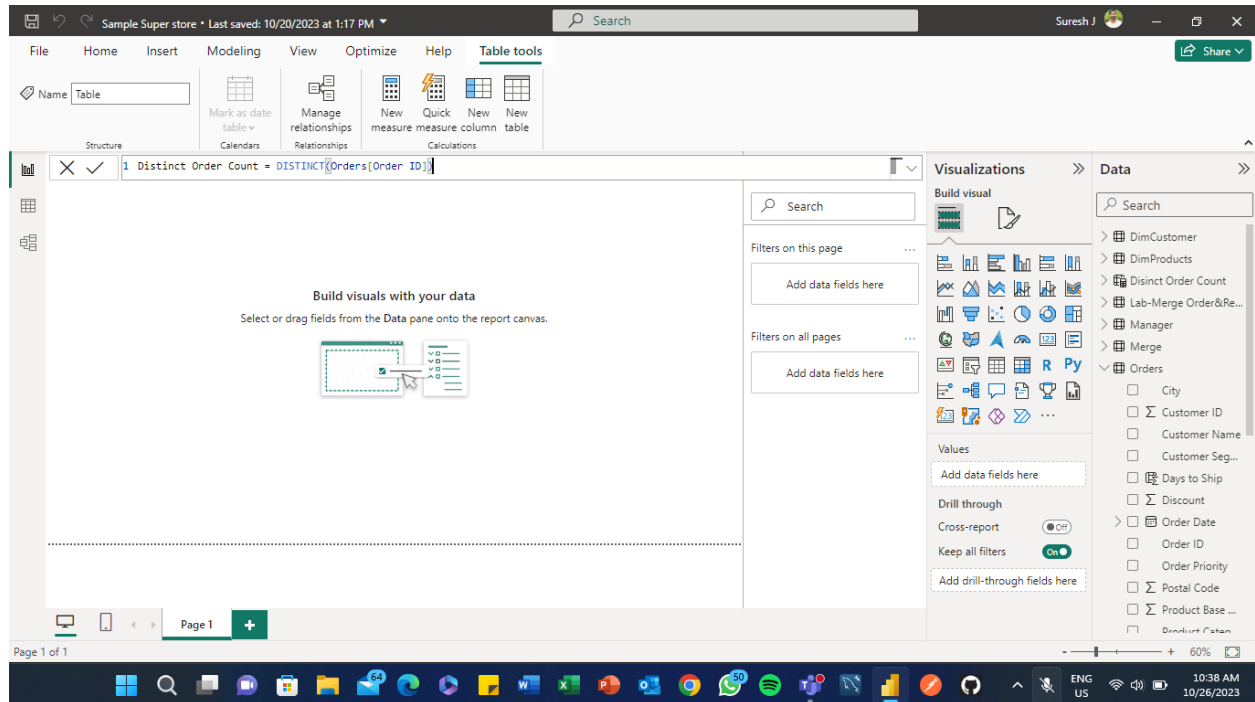 Sample Super store • Last saved: 10/20/2023 at 1:17 PM
Search
Suresh J
File Home Insert Modeling View Optimize Help Table tools
Share
Name Table
Mark as date table
Manage relationships
New measure
Quick measure
New column
New table
Structure Calendars Relationships Calculations
1 Distinct Order Count = DISTINCT(Orders[Order ID])
Build visuals with your data
Select or drag fields from the Data pane onto the report canvas.
Search
Filters on this page ...
Add data fields here
Filters on all pages ...
Add data fields here
Visualizations
Build visual
123
R Py
123
...
Values
Add data fields here
Drill through
Cross-report Off
Keep all filters On
Add drill-through fields here
Data
Search
DimCustomer
DimProducts
Disinct Order Count
Lab-Merge Order&Re...
Manager
Merge
Orders
City
Customer ID
Customer Name
Customer Seg...
Days to Ship
Discount
Order Date
Order ID
Order Priority
Postal Code
Product Base ...
Product Categ
Page 1
Page 1 of 1
- + 60%
64
50
ENG
US
10:38 AM
10/26/2023